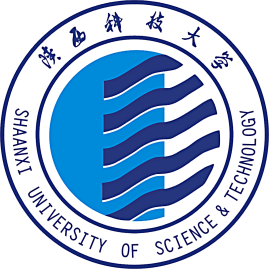 陕西科技大学
SHAANXI UNIVERSITY OF SCIENCE & TECHNOLOGY